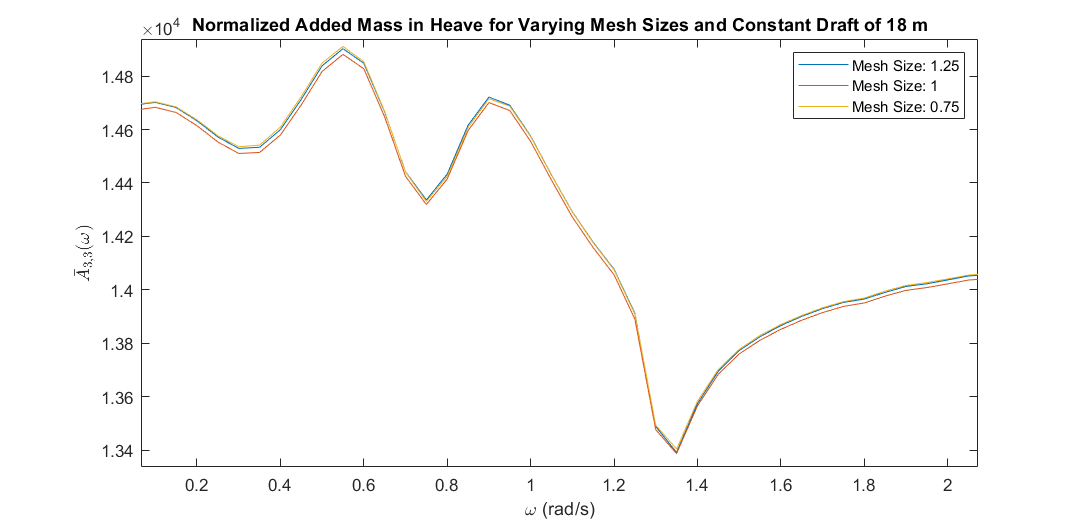 ×10⁴
Normalized Added Mass in Heave for Varying Mesh Sizes and Constant Draft of 18 m
Mesh Size: 1.25
Mesh Size: 1
Mesh Size: 0.75
1.48
1.46
1.44
1.42
1.4
1.38
1.36
1.34
Ā₃,₃(ω)
0.2 0.4 0.6 0.8 1 1.2 1.4 1.6 1.8 2
ω (rad/s)